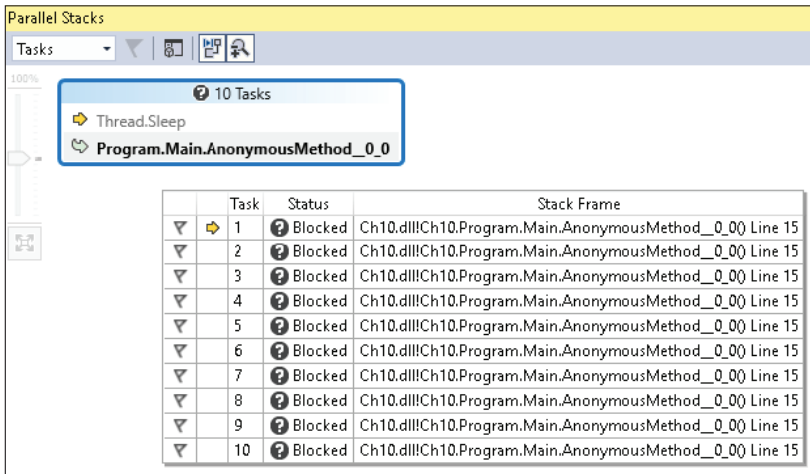 Parallel Stacks
Tasks
100%
10 Tasks
Thread.Sleep
Program.Main.AnonymousMethod__0_0
Task Status Stack Frame
1 Blocked Ch10.dll!Ch10.Program.Main.AnonymousMethod__0_0() Line 15
2 Blocked Ch10.dll!Ch10.Program.Main.AnonymousMethod__0_0() Line 15
3 Blocked Ch10.dll!Ch10.Program.Main.AnonymousMethod__0_0() Line 15
4 Blocked Ch10.dll!Ch10.Program.Main.AnonymousMethod__0_0() Line 15
5 Blocked Ch10.dll!Ch10.Program.Main.AnonymousMethod__0_0() Line 15
6 Blocked Ch10.dll!Ch10.Program.Main.AnonymousMethod__0_0() Line 15
7 Blocked Ch10.dll!Ch10.Program.Main.AnonymousMethod__0_0() Line 15
8 Blocked Ch10.dll!Ch10.Program.Main.AnonymousMethod__0_0() Line 15
9 Blocked Ch10.dll!Ch10.Program.Main.AnonymousMethod__0_0() Line 15
10 Blocked Ch10.dll!Ch10.Program.Main.AnonymousMethod__0_0() Line 15